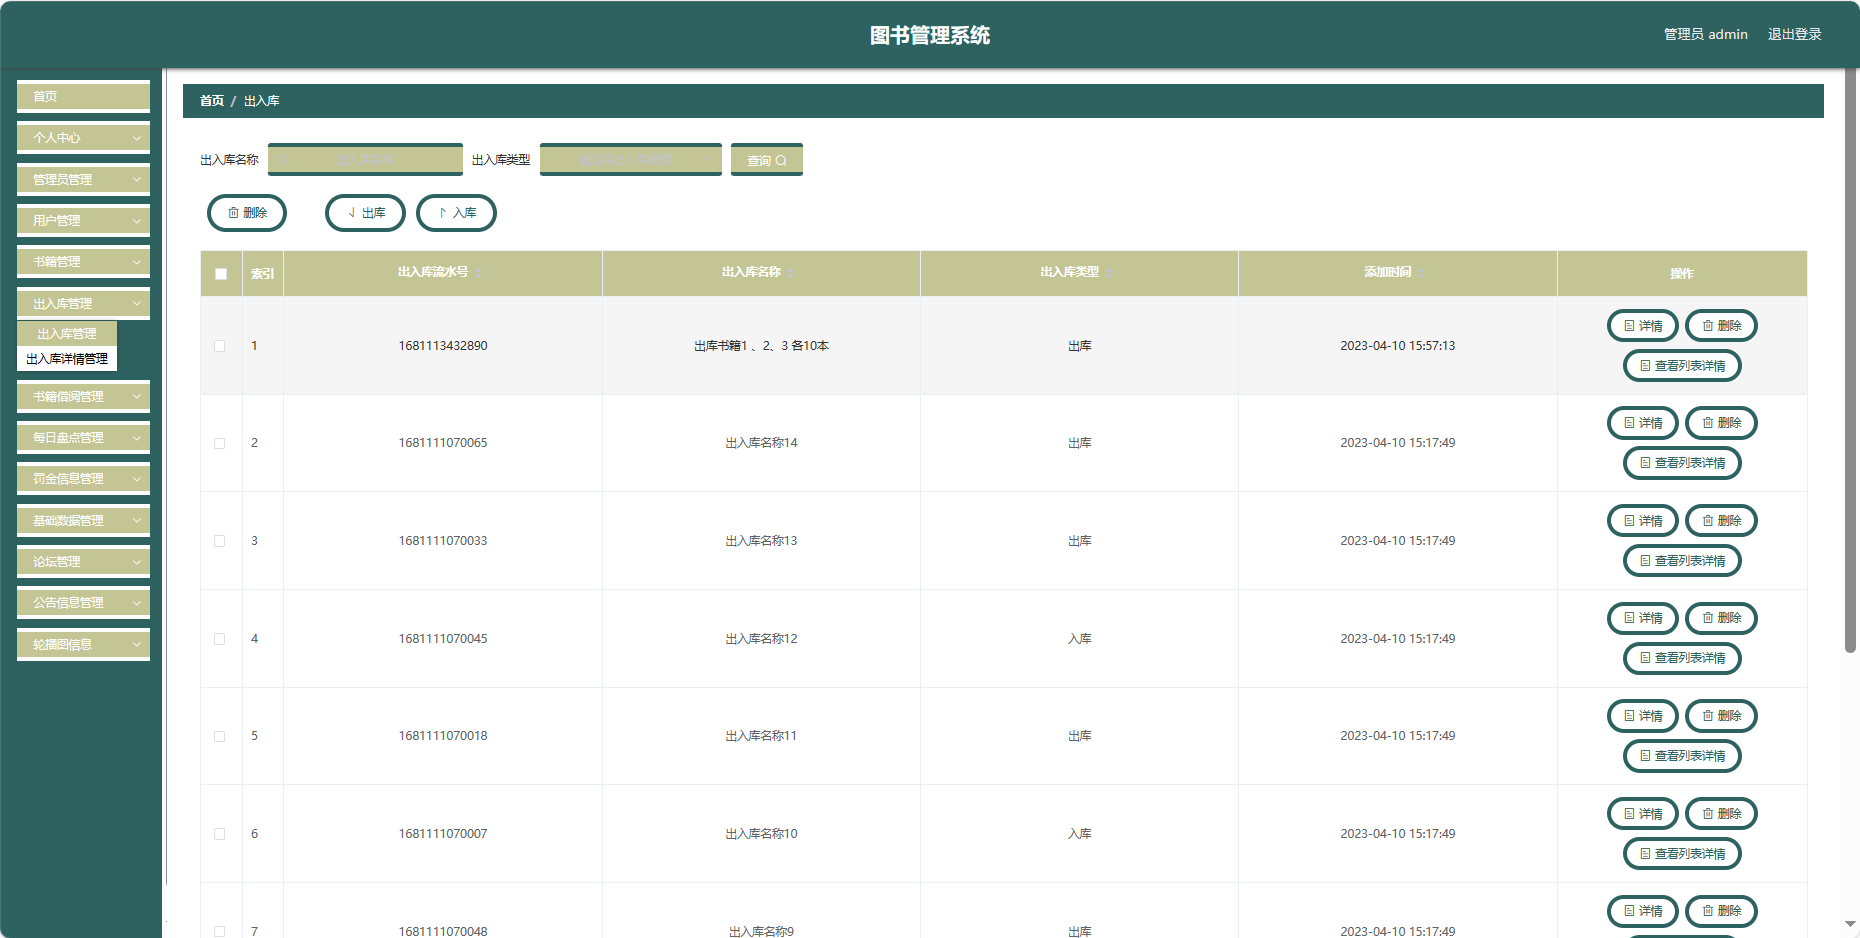 图书管理系统
管理员 admin 退出登录
首页
个人中心
管理员管理
用户管理
书籍管理
出入库管理
出入库管理
出入库详情管理
书籍借阅管理
每日盘点管理
罚金信息管理
基础数据管理
论坛管理
公告信息管理
轮播图信息
首页 / 出入库
出入库名称 出入库名称 出入库类型 请选择出入库类型 查询
删除 出库 入库
索引 出入库流水号 出入库名称 出入库类型 添加时间 操作
1 1681113432890 出库书籍1 、2、3 各10本 出库 2023-04-10 15:57:13 详情 删除
查看列表详情
2 1681111070065 出入库名称14 出库 2023-04-10 15:17:49 详情 删除
查看列表详情
3 1681111070033 出入库名称13 出库 2023-04-10 15:17:49 详情 删除
查看列表详情
4 1681111070045 出入库名称12 入库 2023-04-10 15:17:49 详情 删除
查看列表详情
5 1681111070018 出入库名称11 出库 2023-04-10 15:17:49 详情 删除
查看列表详情
6 1681111070007 出入库名称10 入库 2023-04-10 15:17:49 详情 删除
查看列表详情
7 1681111070048 出入库名称9 出库 2023-04-10 15:17:49 详情 删除